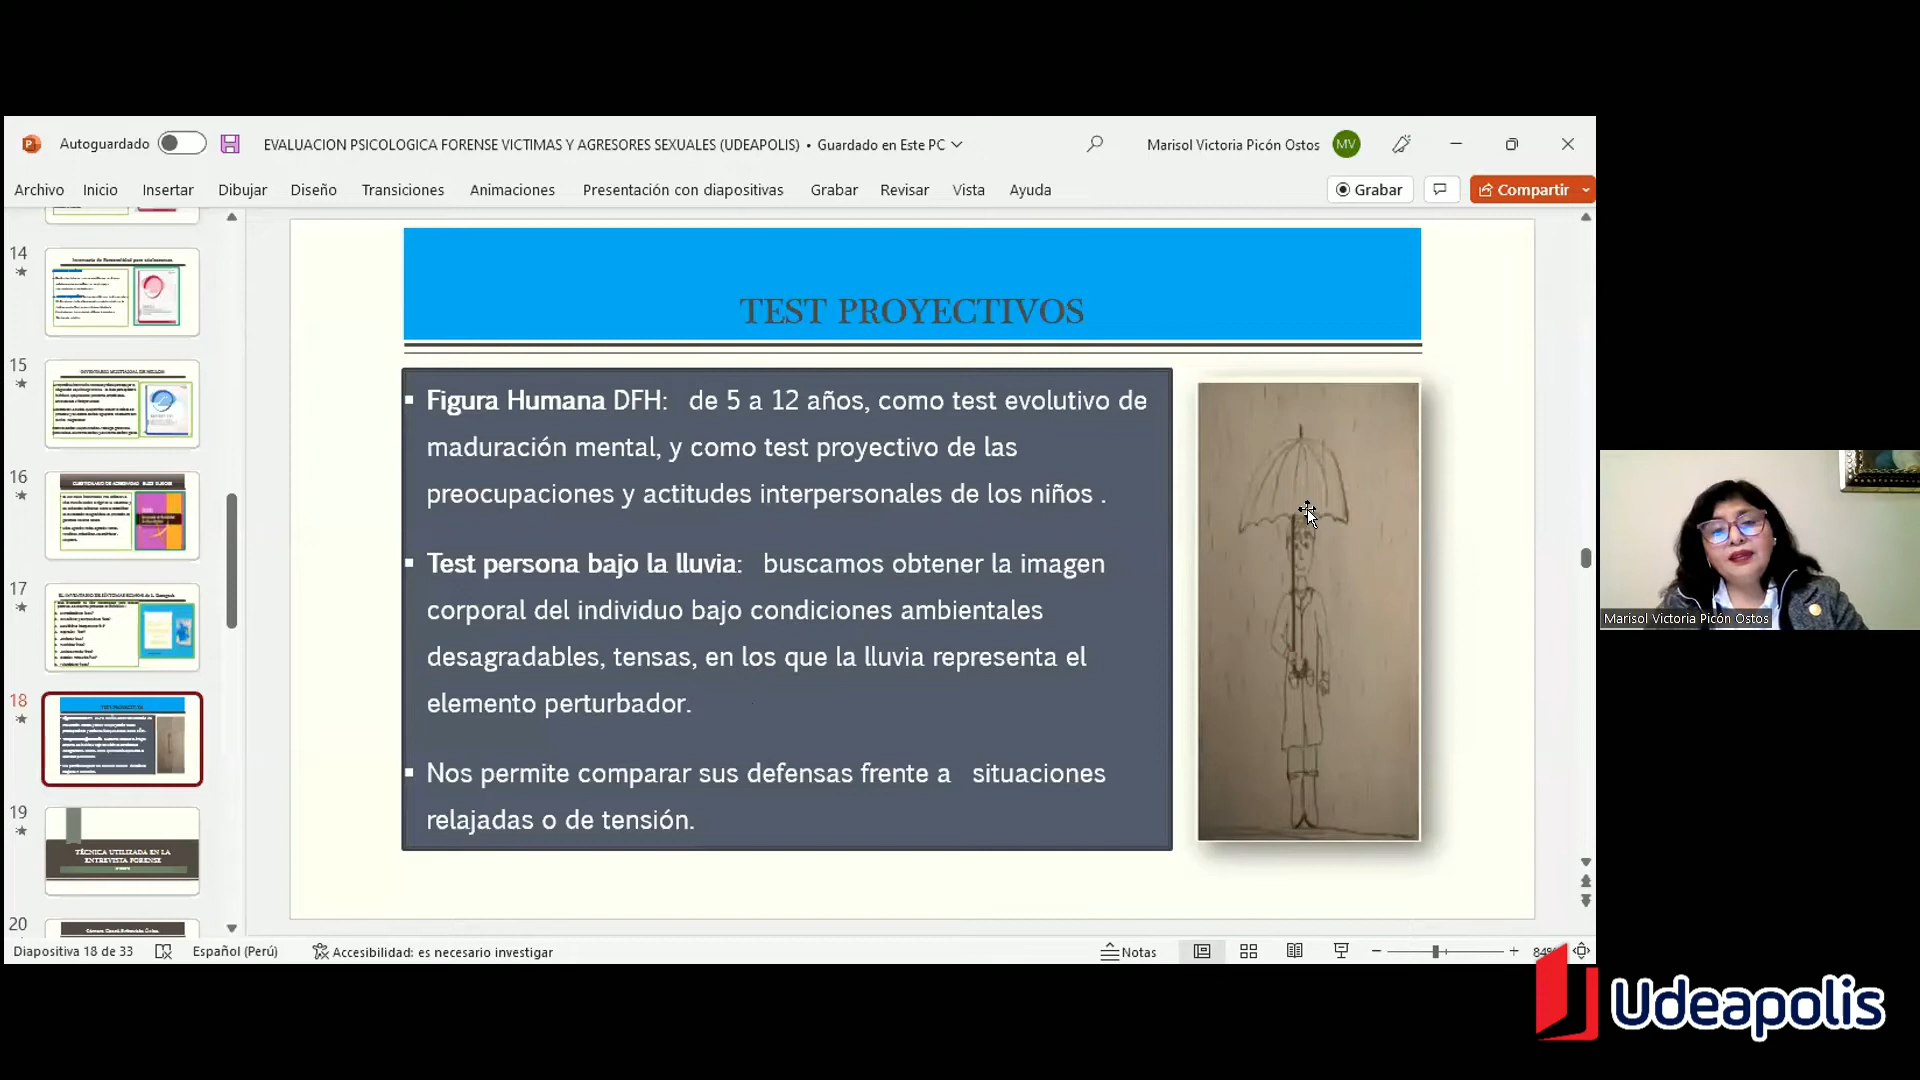 Autoguardado
EVALUACION PSICOLOGICA FORENSE VICTIMAS Y AGRESORES SEXUALES (UDEAPOLIS) • Guardado en Este PC
Marisol Victoria Picón Ostos
MV
Archivo Inicio Insertar Dibujar Diseño Transiciones Animaciones Presentación con diapositivas Grabar Revisar Vista Ayuda
Grabar
Compartir
14
15
16
17
18
19
TÉCNICA UTILIZADA EN LA
ENTREVISTA FORENSE
20
TEST PROYECTIVOS
Figura Humana DFH: de 5 a 12 años, como test evolutivo de
maduración mental, y como test proyectivo de las
preocupaciones y actitudes interpersonales de los niños .
Test persona bajo la lluvia: buscamos obtener la imagen
corporal del individuo bajo condiciones ambientales
desagradables, tensas, en los que la lluvia representa el
elemento perturbador.
Nos permite comparar sus defensas frente a situaciones
relajadas o de tensión.
Marisol Victoria Picón Ostos
Diapositiva 18 de 33
Español (Perú)
Accesibilidad: es necesario investigar
Notas
84%
Udeapolis